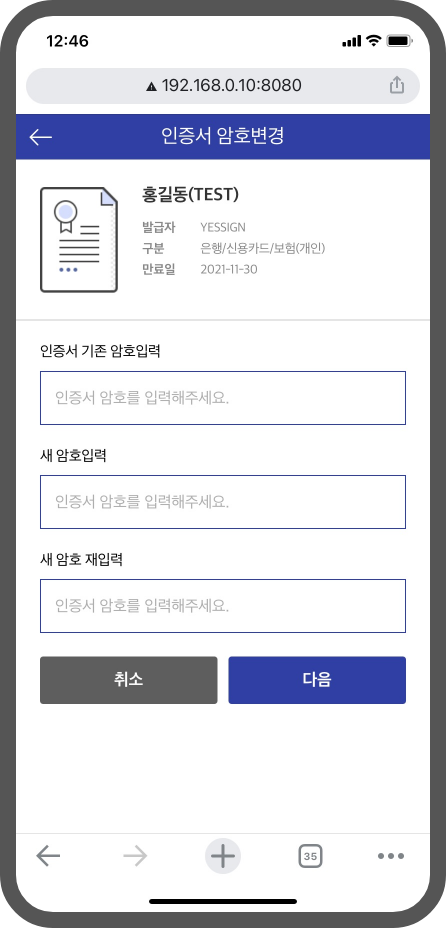 12:46
192.168.0.10:8080
인증서 암호변경
홍길동(TEST)
발급자 YESSIGN
구분 은행/신용카드/보험(개인)
만료일 2021-11-30
인증서 기존 암호입력
인증서 암호를 입력해주세요.
새 암호입력
인증서 암호를 입력해주세요.
새 암호 재입력
인증서 암호를 입력해주세요.
취소 다음
35